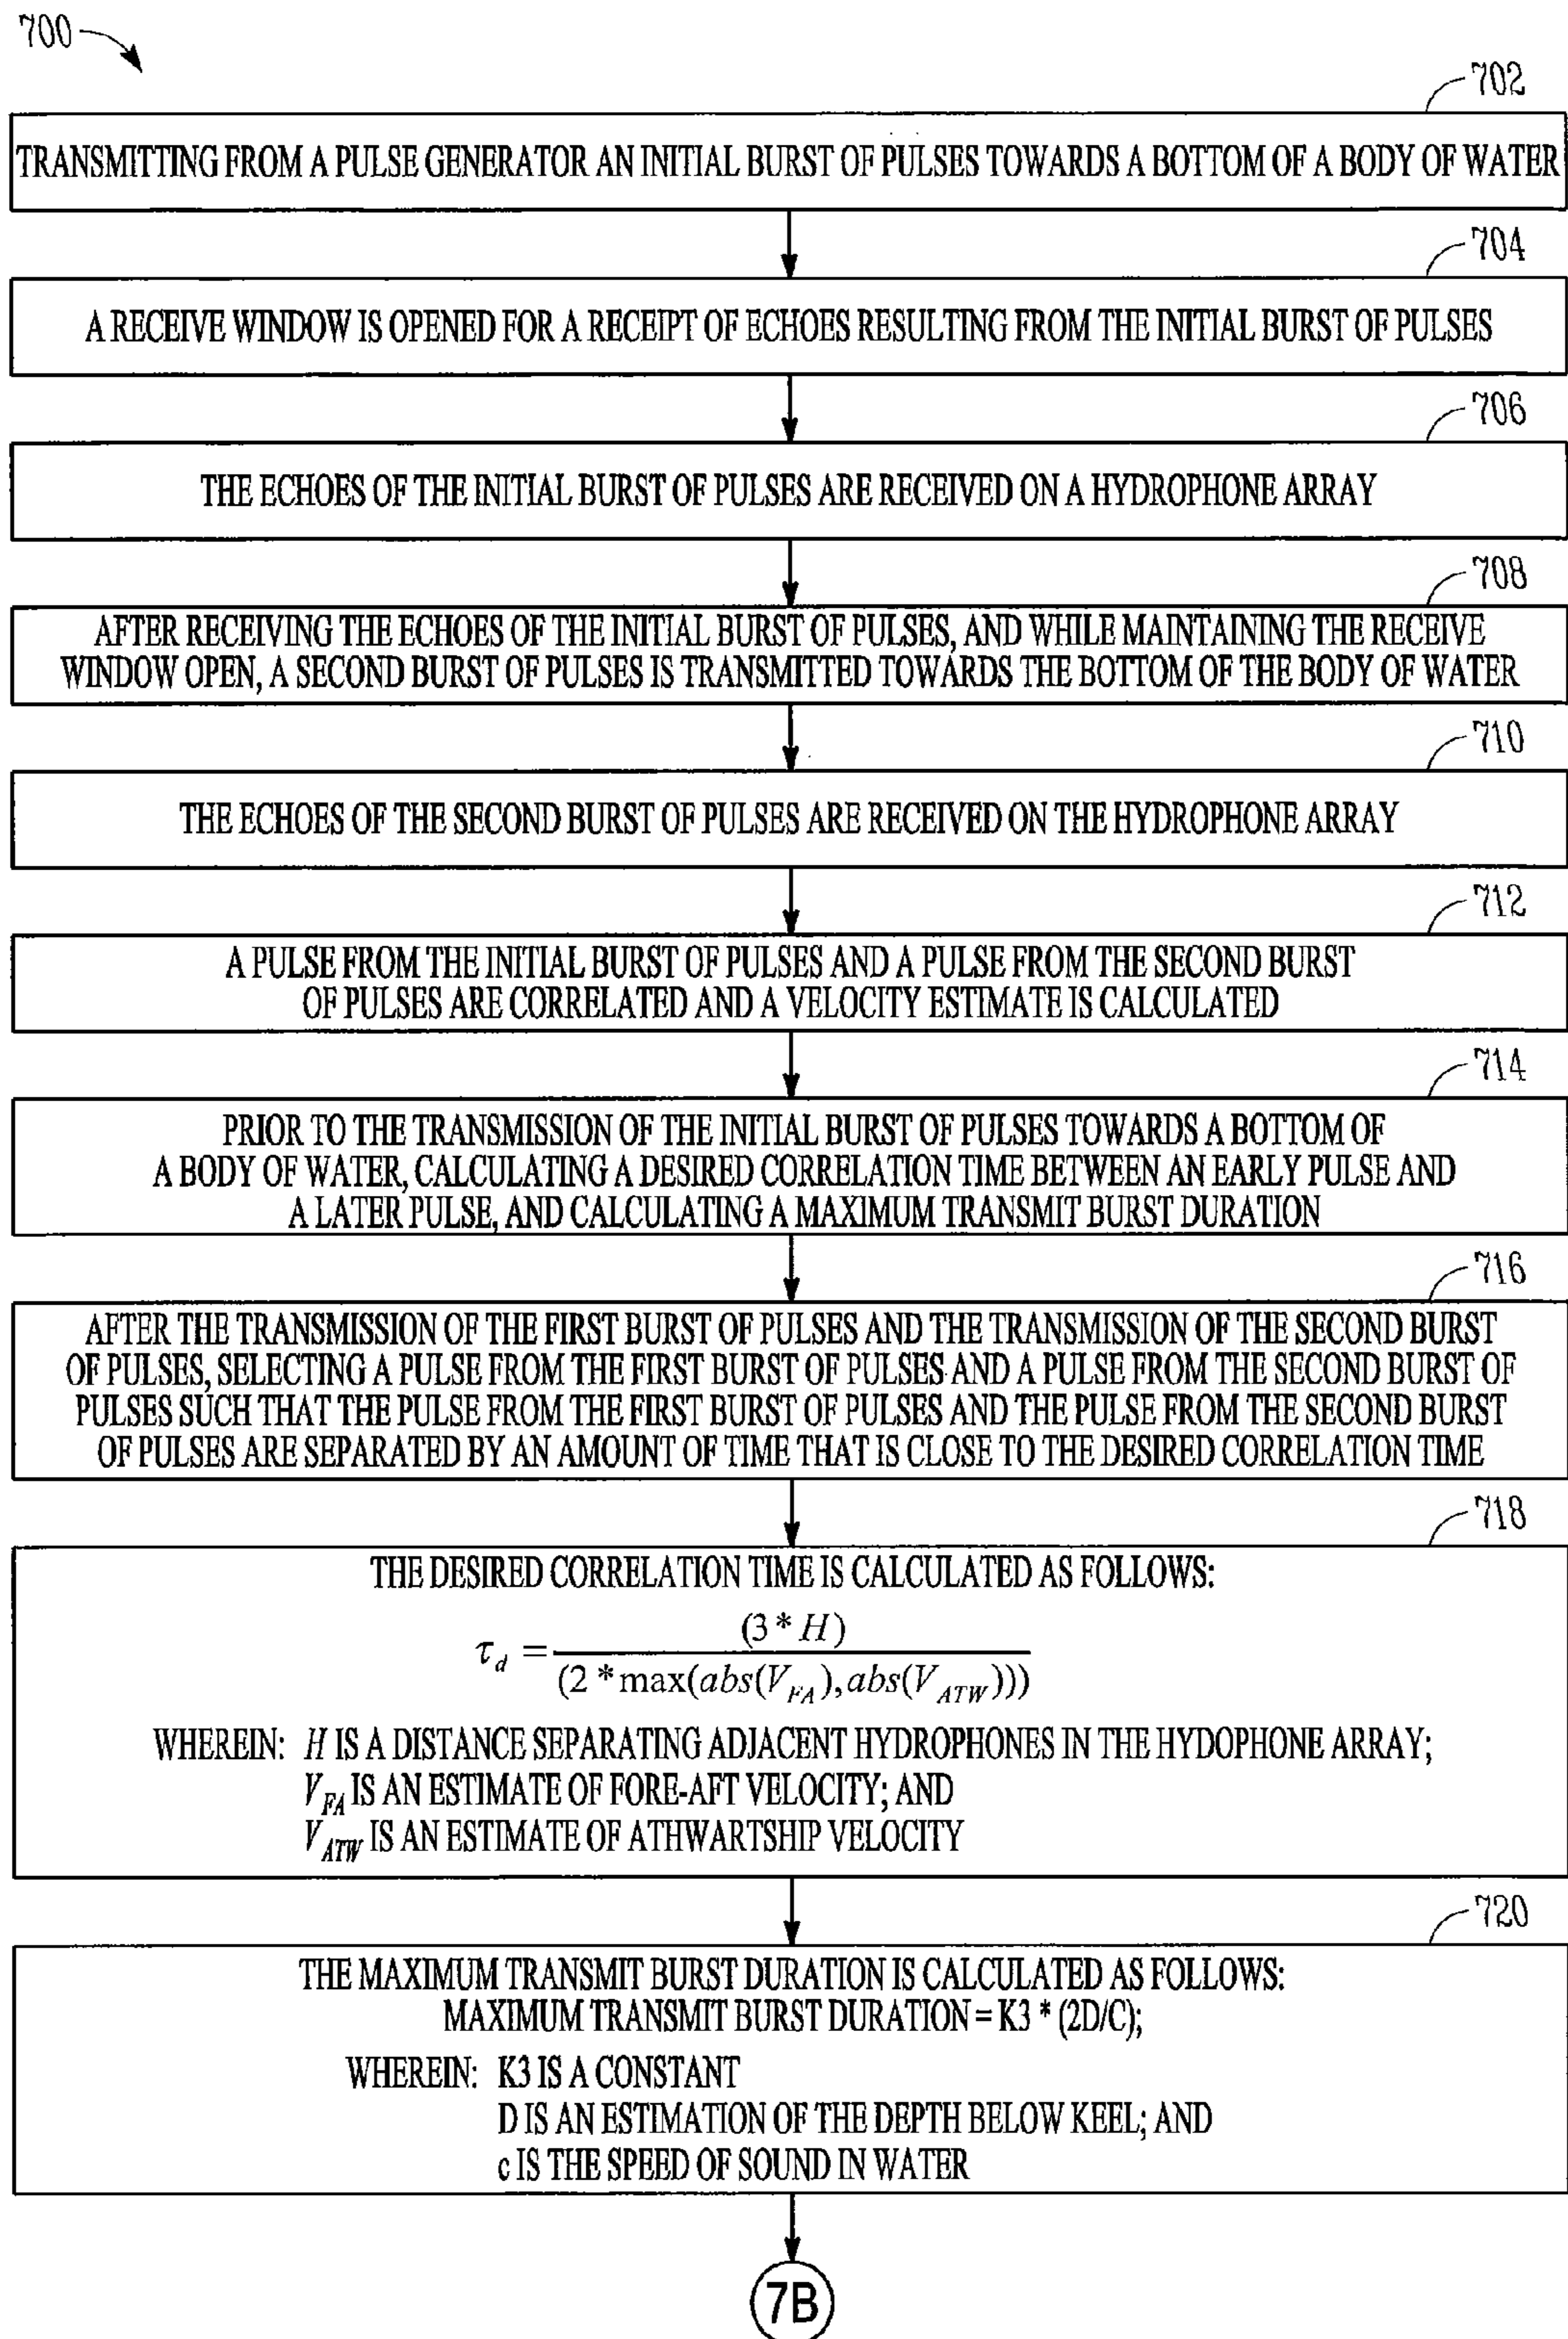 700
702
TRANSMITTING FROM A PULSE GENERATOR AN INITIAL BURST OF PULSES TOWARDS A BOTTOM OF A BODY OF WATER
704
A RECEIVE WINDOW IS OPENED FOR A RECEIPT OF ECHOES RESULTING FROM THE INITIAL BURST OF PULSES
706
THE ECHOES OF THE INITIAL BURST OF PULSES ARE RECEIVED ON A HYDROPHONE ARRAY
708
AFTER RECEIVING THE ECHOES OF THE INITIAL BURST OF PULSES, AND WHILE MAINTAINING THE RECEIVE
WINDOW OPEN, A SECOND BURST OF PULSES IS TRANSMITTED TOWARDS THE BOTTOM OF THE BODY OF WATER
710
THE ECHOES OF THE SECOND BURST OF PULSES ARE RECEIVED ON THE HYDROPHONE ARRAY
712
A PULSE FROM THE INITIAL BURST OF PULSES AND A PULSE FROM THE SECOND BURST
OF PULSES ARE CORRELATED AND A VELOCITY ESTIMATE IS CALCULATED
714
PRIOR TO THE TRANSMISSION OF THE INITIAL BURST OF PULSES TOWARDS A BOTTOM OF
A BODY OF WATER, CALCULATING A DESIRED CORRELATION TIME BETWEEN AN EARLY PULSE AND
A LATER PULSE, AND CALCULATING A MAXIMUM TRANSMIT BURST DURATION
716
AFTER THE TRANSMISSION OF THE FIRST BURST OF PULSES AND THE TRANSMISSION OF THE SECOND BURST
OF PULSES, SELECTING A PULSE FROM THE FIRST BURST OF PULSES AND A PULSE FROM THE SECOND BURST OF
PULSES SUCH THAT THE PULSE FROM THE FIRST BURST OF PULSES AND THE PULSE FROM THE SECOND BURST
OF PULSES ARE SEPARATED BY AN AMOUNT OF TIME THAT IS CLOSE TO THE DESIRED CORRELATION TIME
718
THE DESIRED CORRELATION TIME IS CALCULATED AS FOLLOWS:
τ_d = (3 * H) / (2 * max(abs(V_FA), abs(V_ATW)))
WHEREIN: H IS A DISTANCE SEPARATING ADJACENT HYDROPHONES IN THE HYDOPHONE ARRAY;
V_FA IS AN ESTIMATE OF FORE-AFT VELOCITY; AND
V_ATW IS AN ESTIMATE OF ATHWARTSHIP VELOCITY
720
THE MAXIMUM TRANSMIT BURST DURATION IS CALCULATED AS FOLLOWS:
MAXIMUM TRANSMIT BURST DURATION = K3 * (2D/C);
WHEREIN: K3 IS A CONSTANT
D IS AN ESTIMATION OF THE DEPTH BELOW KEEL; AND
c IS THE SPEED OF SOUND IN WATER
7B